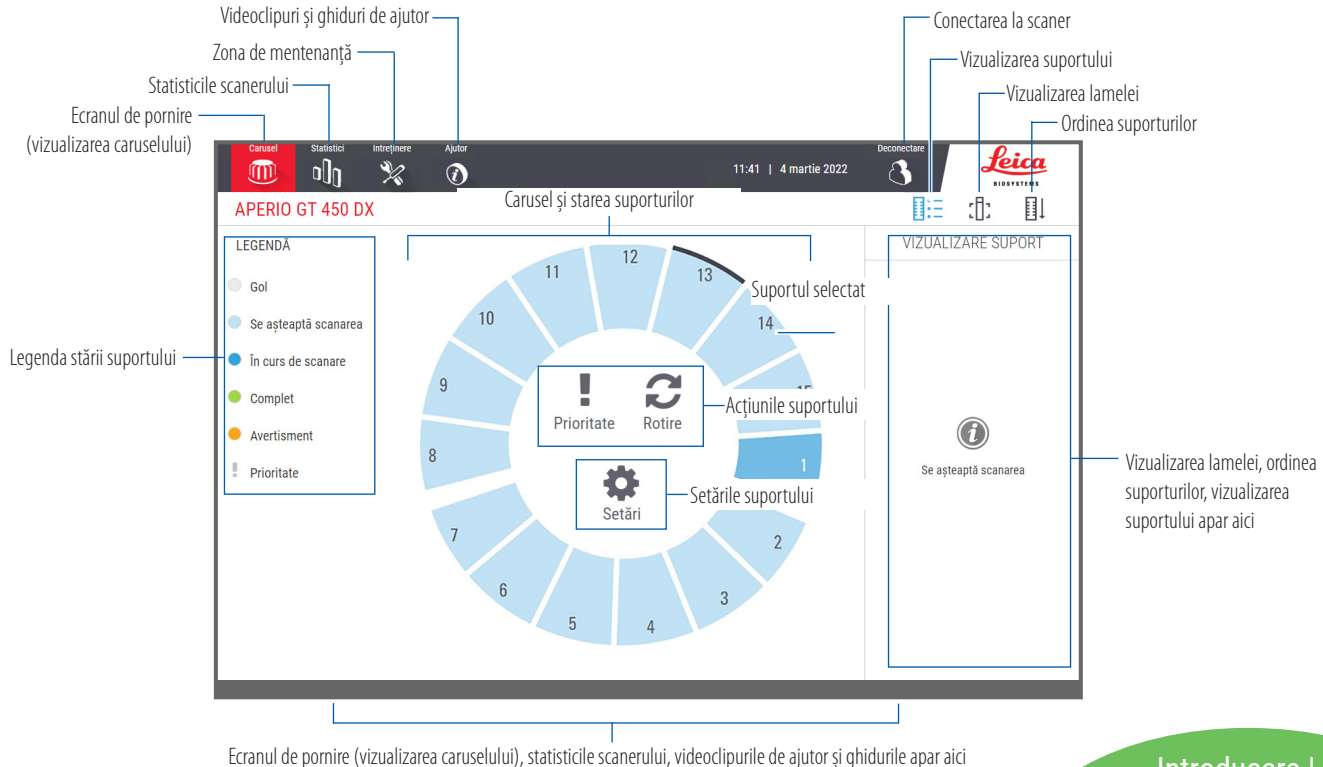 Videoclipuri și ghiduri de ajutor
Conectarea la scaner
Zona de mentenanță
Vizualizarea suportului
Statisticile scanerului
Vizualizarea lamelei
Ecranul de pornire
(vizualizarea caruselului)
Ordinea suporturilor
Carusel
Statistici
Intreținere
Ajutor
11:41 | 4 martie 2022
Deconectare
Leica
BIOSYSTEMS
APERIO GT 450 DX
Carusel și starea suporturilor
LEGENDĂ
VIZUALIZARE SUPORT
Gol
Se așteaptă scanarea
În curs de scanare
Complet
Avertisment
Prioritate
Legenda stării suportului
11
12
13
Suportul selectat
10
14
9
15
8
1
7
2
6
3
5
4
Prioritate
Rotire
Acțiunile suportului
Setări
Setările suportului
Se așteaptă scanarea
Vizualizarea lamelei, ordinea
suporturilor, vizualizarea
suportului apar aici
Ecranul de pornire (vizualizarea caruselului), statisticile scanerului, videoclipurile de ajutor și ghidurile apar aici